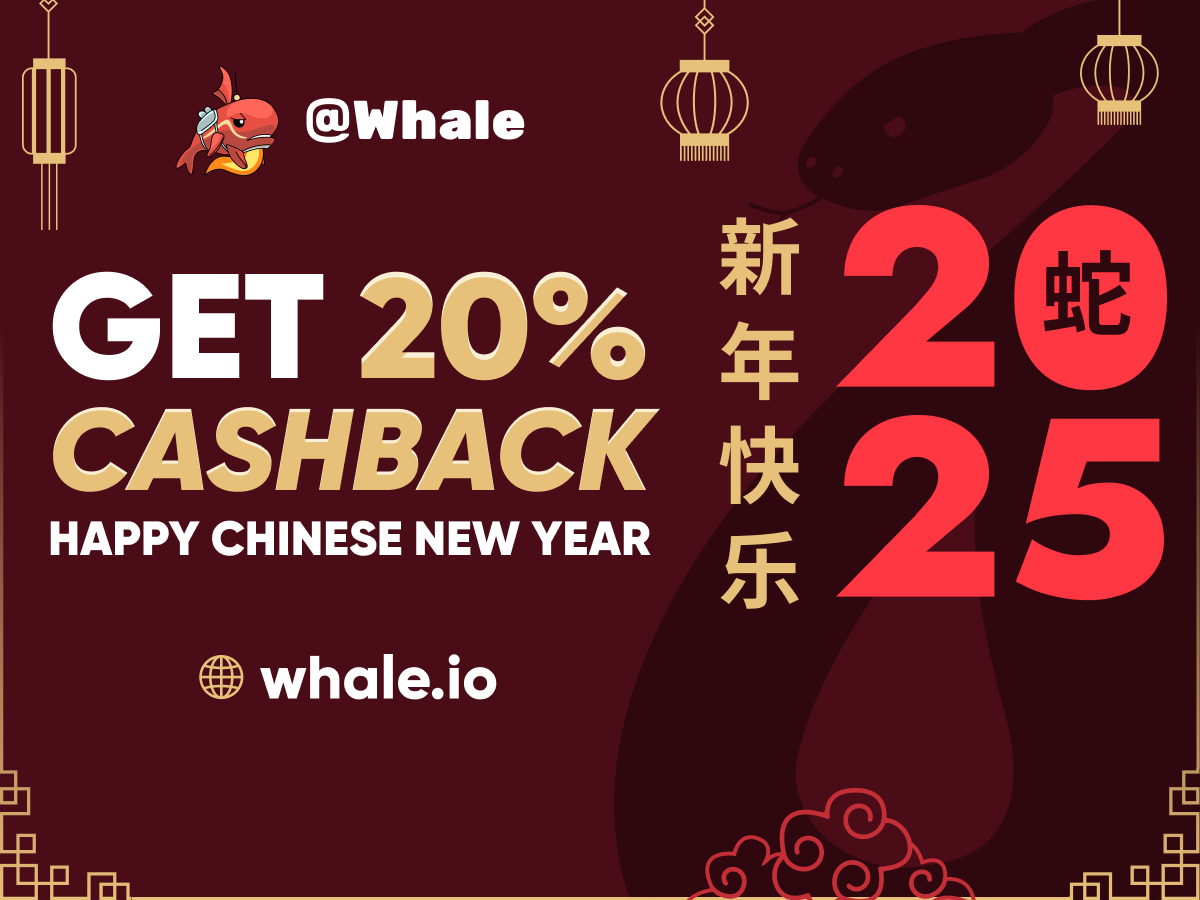 @Whale
GET 20%
CASHBACK
HAPPY CHINESE NEW YEAR
whale.io
新年快乐
20
蛇
25